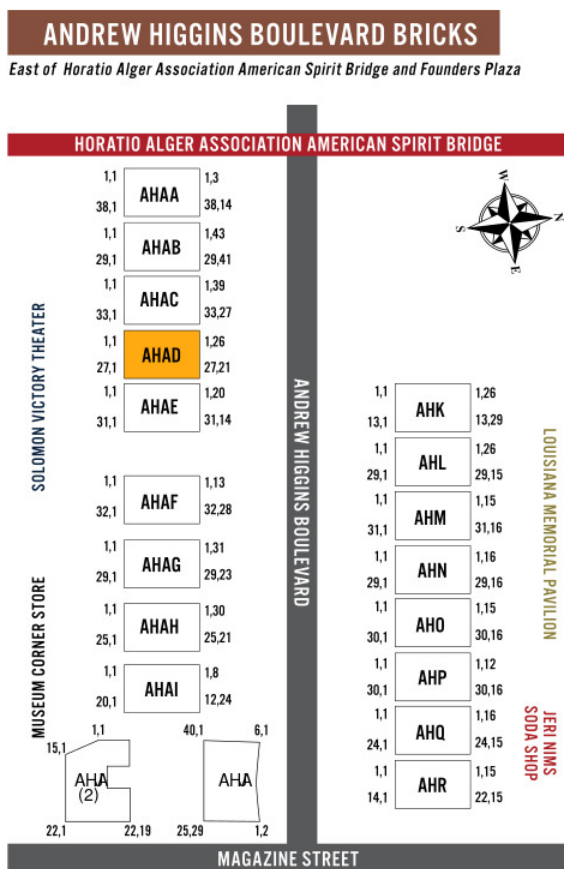 ANDREW HIGGINS BOULEVARD BRICKS
East of Horatio Alger Association American Spirit Bridge and Founders Plaza
HORATIO ALGER ASSOCIATION AMERICAN SPIRIT BRIDGE
W
N
S
E
1,1 1,3
AHAA
38,1 38,14
1,1 1,43
AHAB
29,1 29,41
1,1 1,39
AHAC
33,1 33,27
1,1 1,26
AHAD
27,1 27,21
1,1 1,20
AHAE
31,1 31,14
1,1 1,13
AHAF
32,1 32,28
1,1 1,31
AHAG
29,1 29,23
1,1 1,30
AHAH
25,1 25,21
1,1 1,8
AHAI
20,1 12,24
1,1
15,1
AHA
(2)
22,1 22,19
40,1 6,1
AHA
25,29 1,2
SOLOMON VICTORY THEATER
MUSEUM CORNER STORE
ANDREW HIGGINS BOULEVARD
1,1 1,26
AHK
13,1 13,29
1,1 1,26
AHL
29,1 29,15
1,1 1,15
AHM
31,1 31,16
1,1 1,16
AHN
29,1 29,16
1,1 1,15
AHO
30,1 30,16
1,1 1,12
AHP
30,1 30,16
1,1 1,16
AHQ
24,1 24,15
1,1 1,15
AHR
14,1 22,15
LOUISIANA MEMORIAL PAVILION
JERI NIMS
SODA SHOP
MAGAZINE STREET